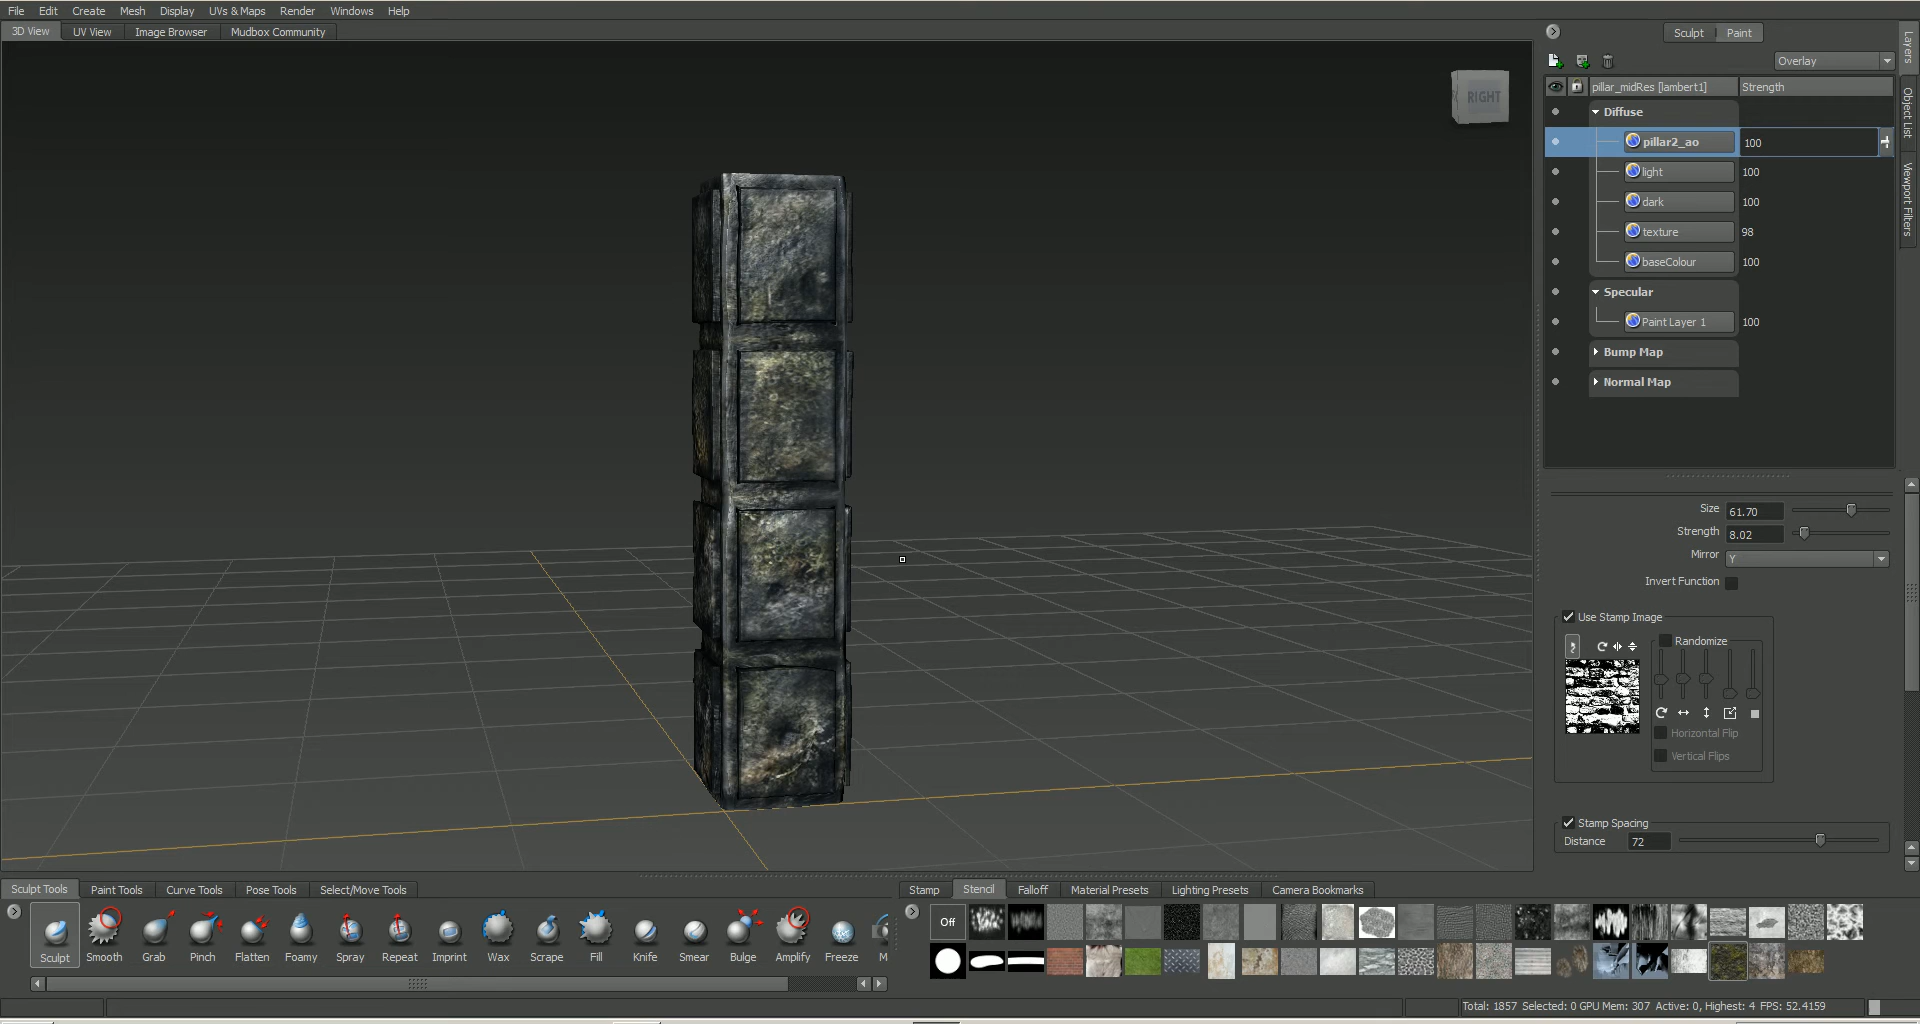 File Edit Create Mesh Display UVs & Maps Render Windows Help
3D View UV View Image Browser Mudbox Community
Sculpt Paint
Overlay
Layers
Object List
Viewport Filters
RIGHT
pillar_midRes [lambert1] Strength
Diffuse
pillar2_ao 100
light 100
dark 100
texture 98
baseColour 100
Specular
Paint Layer 1 100
Bump Map
Normal Map
Size 61.70
Strength 8.02
Mirror Y
Invert Function
Use Stamp Image
Randomize
Horizontal Flip
Vertical Flips
Stamp Spacing
Distance 72
Sculpt Tools Paint Tools Curve Tools Pose Tools Select/Move Tools
Stamp Stencil Falloff Material Presets Lighting Presets Camera Bookmarks
Off
Sculpt Smooth Grab Pinch Flatten Foamy Spray Repeat Imprint Wax Scrape Fill Knife Smear Bulge Amplify Freeze M
Total: 1857 Selected: 0 GPU Mem: 307 Active: 0, Highest: 4 FPS: 52.4159